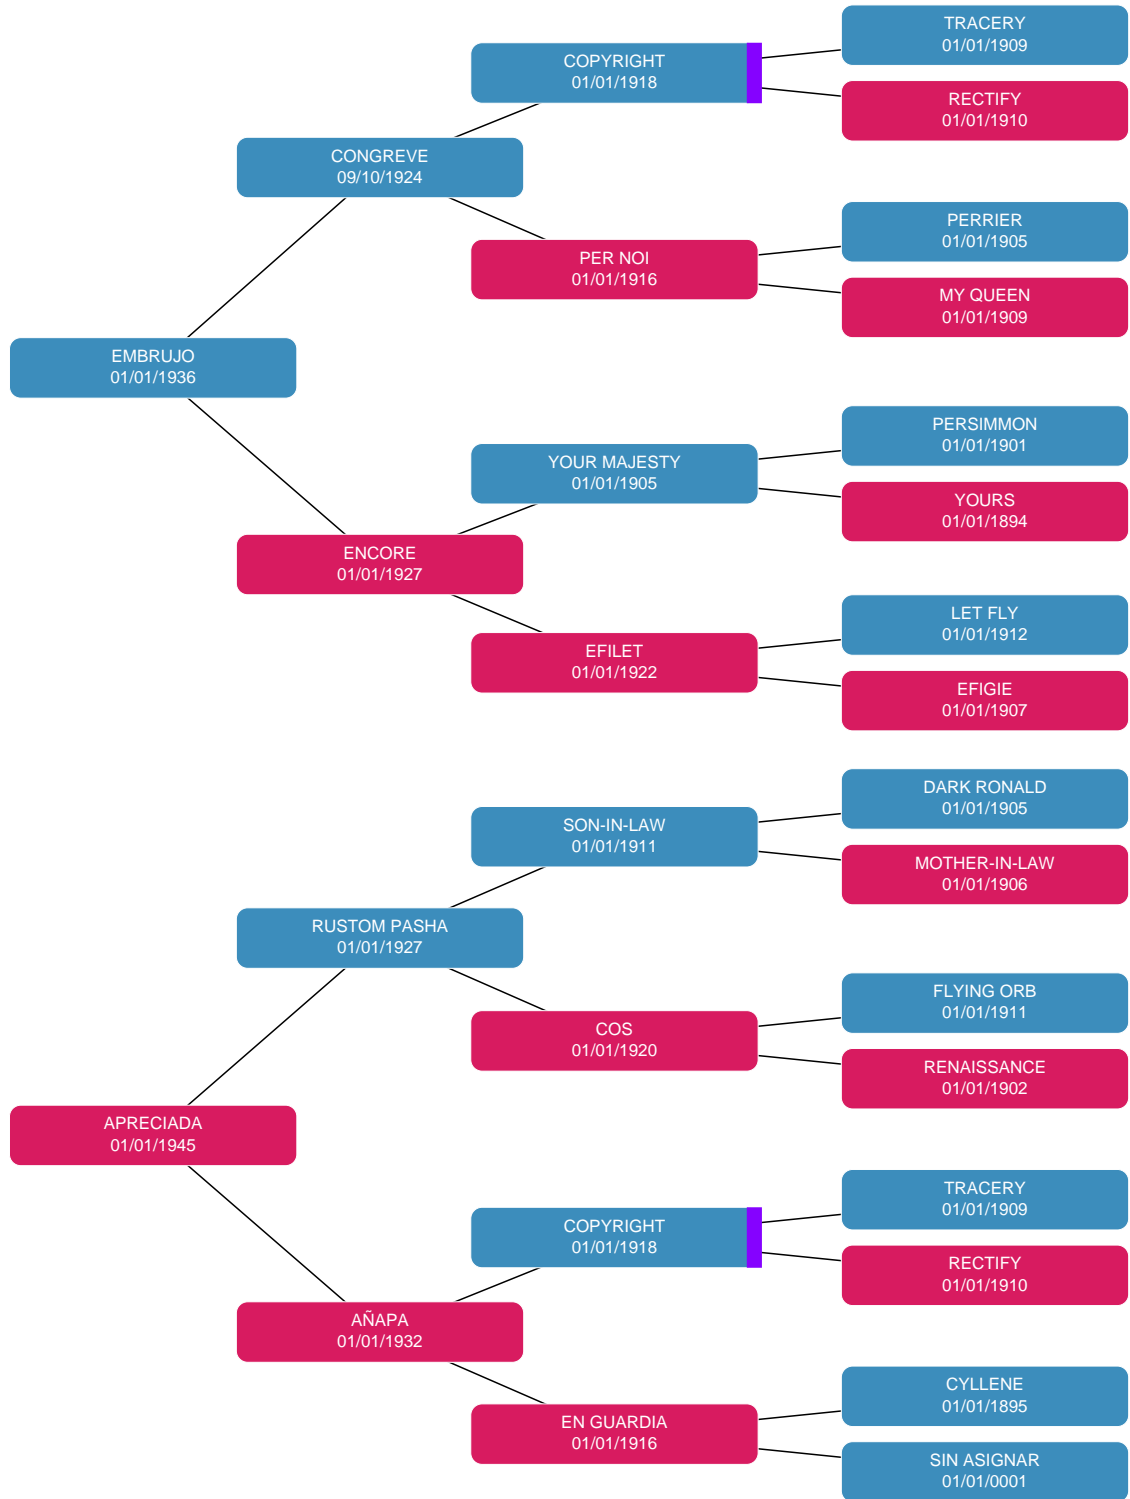 TRACERY
01/01/1909
COPYRIGHT
01/01/1918
RECTIFY
01/01/1910
CONGREVE
09/10/1924
PERRIER
01/01/1905
PER NOI
01/01/1916
MY QUEEN
01/01/1909
EMBRUJO
01/01/1936
PERSIMMON
01/01/1901
YOUR MAJESTY
01/01/1905
YOURS
01/01/1894
ENCORE
01/01/1927
LET FLY
01/01/1912
EFILET
01/01/1922
EFIGIE
01/01/1907
DARK RONALD
01/01/1905
SON-IN-LAW
01/01/1911
MOTHER-IN-LAW
01/01/1906
RUSTOM PASHA
01/01/1927
FLYING ORB
01/01/1911
COS
01/01/1920
RENAISSANCE
01/01/1902
APRECIADA
01/01/1945
TRACERY
01/01/1909
COPYRIGHT
01/01/1918
RECTIFY
01/01/1910
AÑAPA
01/01/1932
CYLLENE
01/01/1895
EN GUARDIA
01/01/1916
SIN ASIGNAR
01/01/0001